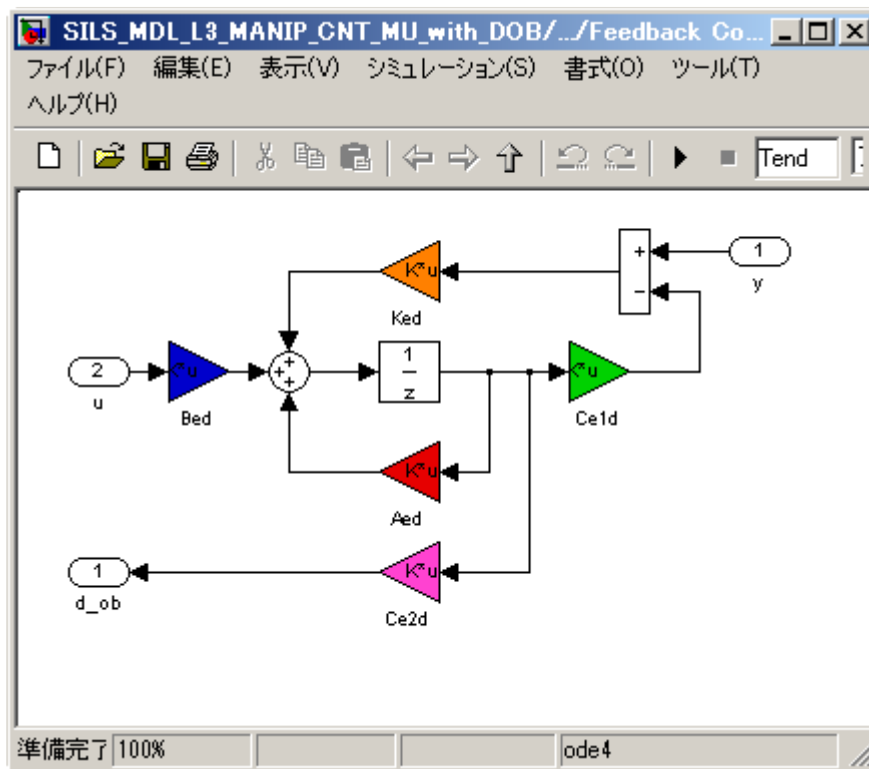 SILS_MDL_L3_MANIP_CNT_MU_with_DOB/.../Feedback Co...
ファイル(F) 編集(E) 表示(V) シミュレーション(S) 書式(O) ツール(T)
ヘルプ(H)
Tend
K*u
Ked
+
−
1
y
2
u
K*u
Bed
+
+
+
1
z
K*u
Ce1d
K*u
Aed
1
d_ob
K*u
Ce2d
準備完了 100% ode4